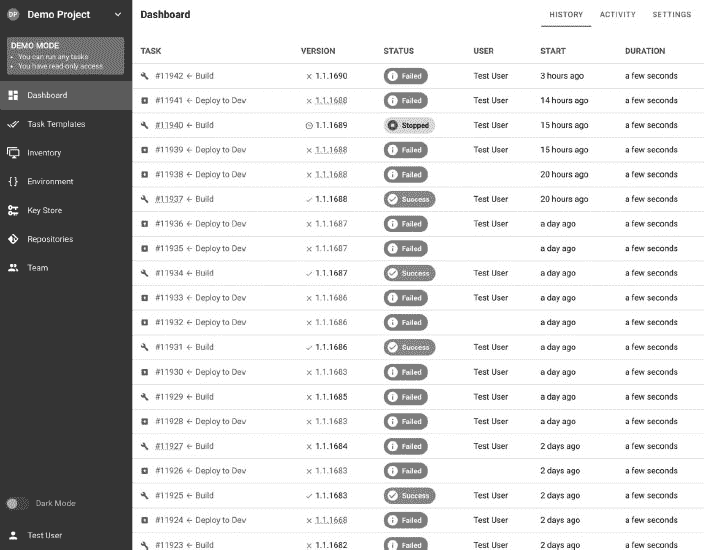 DP Demo Project
Dashboard
HISTORY ACTIVITY SETTINGS
DEMO MODE
You can run any tasks
You have read-only access
Dashboard
Task Templates
Inventory
Environment
Key Store
Repositories
Team
Dark Mode
Test User
TASK VERSION STATUS USER START DURATION
#11942 ← Build 1.1.1690 Failed Test User 3 hours ago a few seconds
#11941 ← Deploy to Dev 1.1.1688 Failed Test User 14 hours ago a few seconds
#11940 ← Build 1.1.1689 Stopped Test User 15 hours ago a few seconds
#11939 ← Deploy to Dev 1.1.1688 Failed Test User 15 hours ago a few seconds
#11938 ← Deploy to Dev 1.1.1688 Failed 20 hours ago a few seconds
#11937 ← Build 1.1.1688 Success Test User 20 hours ago a few seconds
#11936 ← Deploy to Dev 1.1.1687 Failed Test User a day ago a few seconds
#11935 ← Deploy to Dev 1.1.1687 Failed a day ago a few seconds
#11934 ← Build 1.1.1687 Success Test User a day ago a few seconds
#11933 ← Deploy to Dev 1.1.1686 Failed Test User a day ago a few seconds
#11932 ← Deploy to Dev 1.1.1686 Failed a day ago a few seconds
#11931 ← Build 1.1.1686 Success Test User a day ago a few seconds
#11930 ← Deploy to Dev 1.1.1683 Failed Test User a day ago a few seconds
#11929 ← Build 1.1.1685 Failed Test User a day ago a few seconds
#11928 ← Deploy to Dev 1.1.1683 Failed Test User a day ago a few seconds
#11927 ← Build 1.1.1684 Failed Test User 2 days ago a few seconds
#11926 ← Deploy to Dev 1.1.1683 Failed 2 days ago a few seconds
#11925 ← Build 1.1.1683 Success Test User 2 days ago a few seconds
#11924 ← Deploy to Dev 1.1.1668 Failed Test User 2 days ago a few seconds
#11923 ← Build 1.1.1682 Failed Test User 2 days ago a few seconds